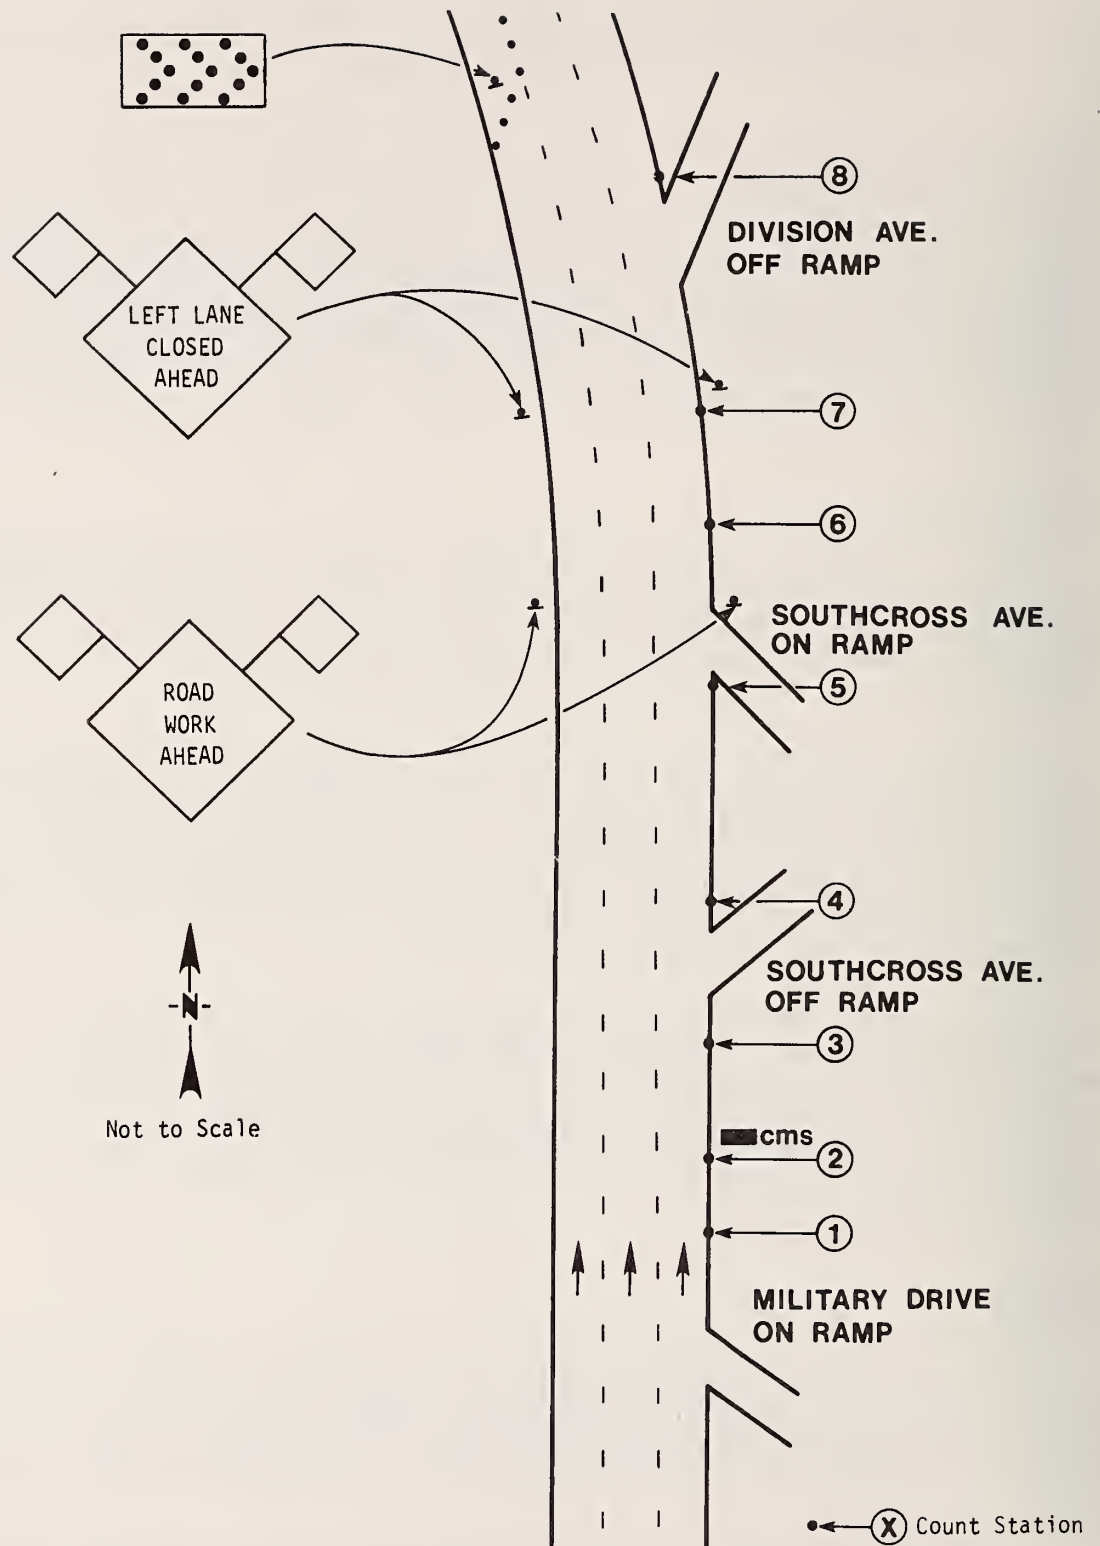 8
DIVISION AVE.
OFF RAMP
LEFT LANE
CLOSED
AHEAD
7
6
SOUTHCROSS AVE.
ON RAMP
5
ROAD
WORK
AHEAD
4
SOUTHCROSS AVE.
OFF RAMP
N
3
Not to Scale
cms
2
1
MILITARY DRIVE
ON RAMP
X Count Station